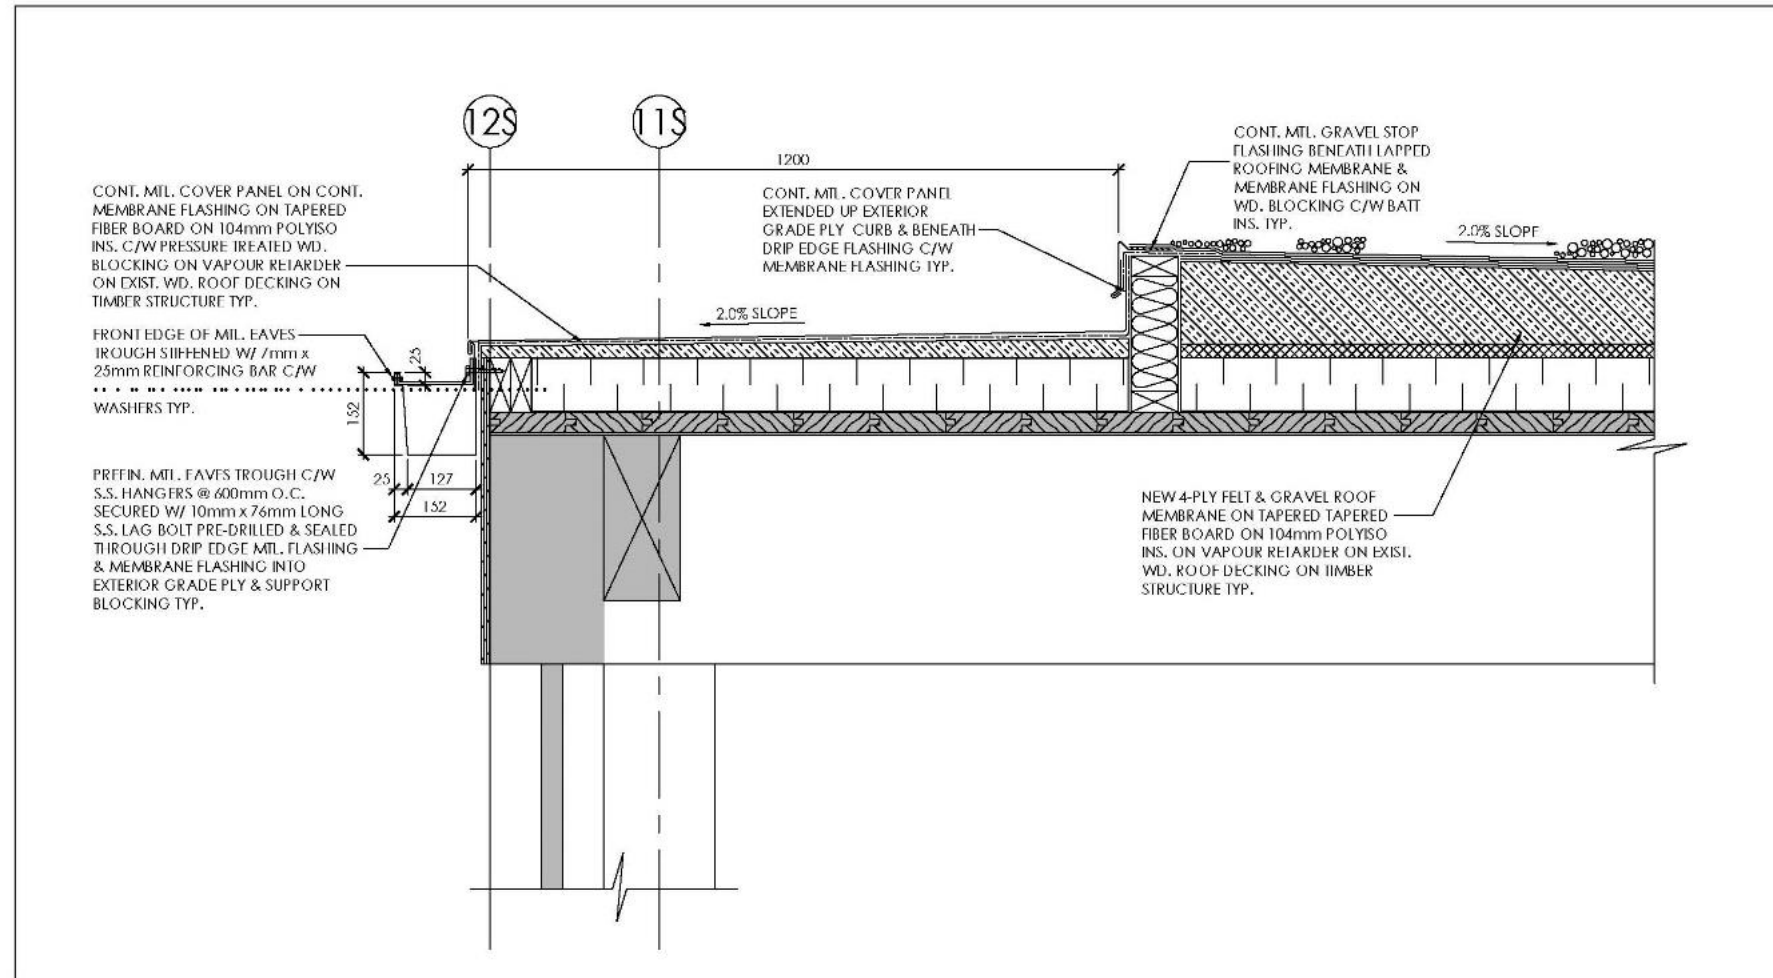 12S
11S
1200
CONT. MTL. GRAVEL STOP
FLASHING BENEATH LAPPED
ROOFING MEMBRANE &
MEMBRANE FLASHING ON
WD. BLOCKING C/W BATT
INS. TYP.
CONT. MTL. COVER PANEL ON CONT.
MEMBRANE FLASHING ON TAPERED
FIBER BOARD ON 104mm POLYISO
INS. C/W PRESSURE TREATED WD.
BLOCKING ON VAPOUR RETARDER
ON EXIST. WD. ROOF DECKING ON
TIMBER STRUCTURE TYP.
CONT. MTL. COVER PANEL
EXTENDED UP EXTERIOR
GRADE PLY CURB & BENEATH
DRIP EDGE FLASHING C/W
MEMBRANE FLASHING TYP.
2.0% SLOPE
2.0% SLOPE
FRONT EDGE OF MTL. EAVES
TROUGH STIFFENED W/ 7mm x
25mm REINFORCING BAR C/W
WASHERS TYP.
25
152
25
127
152
PREFIN. MTL. EAVES TROUGH C/W
S.S. HANGERS @ 600mm O.C.
SECURED W/ 10mm x 76mm LONG
S.S. LAG BOLT PRE-DRILLED & SEALED
THROUGH DRIP EDGE MTL. FLASHING
& MEMBRANE FLASHING INTO
EXTERIOR GRADE PLY & SUPPORT
BLOCKING TYP.
NEW 4-PLY FELT & GRAVEL ROOF
MEMBRANE ON TAPERED TAPERED
FIBER BOARD ON 104mm POLYISO
INS. ON VAPOUR RETARDER ON EXIST.
WD. ROOF DECKING ON TIMBER
STRUCTURE TYP.